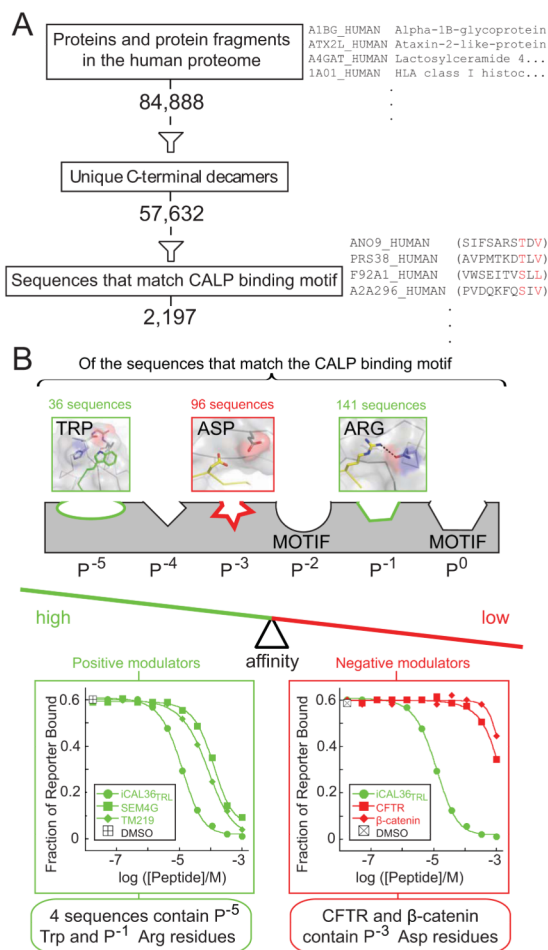 A
Proteins and protein fragments
in the human proteome
A1BG_HUMAN Alpha-1B-glycoprotein
ATX2L_HUMAN Ataxin-2-like-protein
A4GAT_HUMAN Lactosylceramide 4...
1A01_HUMAN HLA class I histoc...
.
.
.
84,888
Unique C-terminal decamers
57,632
Sequences that match CALP binding motif
2,197
ANO9_HUMAN (SIFSARSTDV)
PRS38_HUMAN (AVPMTKDTLV)
F92A1_HUMAN (VWSEITVSLL)
A2A296_HUMAN (PVDQKFQSIV)
.
.
.
B
Of the sequences that match the CALP binding motif
36 sequences
96 sequences
141 sequences
TRP
ASP
ARG
MOTIF
MOTIF
P-5
P-4
P-3
P-2
P-1
P0
high
low
affinity
Positive modulators
Fraction of Reporter Bound
0.6
0.4
0.2
0
iCAL36TRL
SEM4G
TM219
DMSO
-7
-5
-3
log ([Peptide]/M)
4 sequences contain P-5
Trp and P-1 Arg residues
Negative modulators
Fraction of Reporter Bound
0.6
0.4
0.2
0
iCAL36TRL
CFTR
β-catenin
DMSO
-7
-5
-3
log ([Peptide]/M)
CFTR and β-catenin
contain P-3 Asp residues